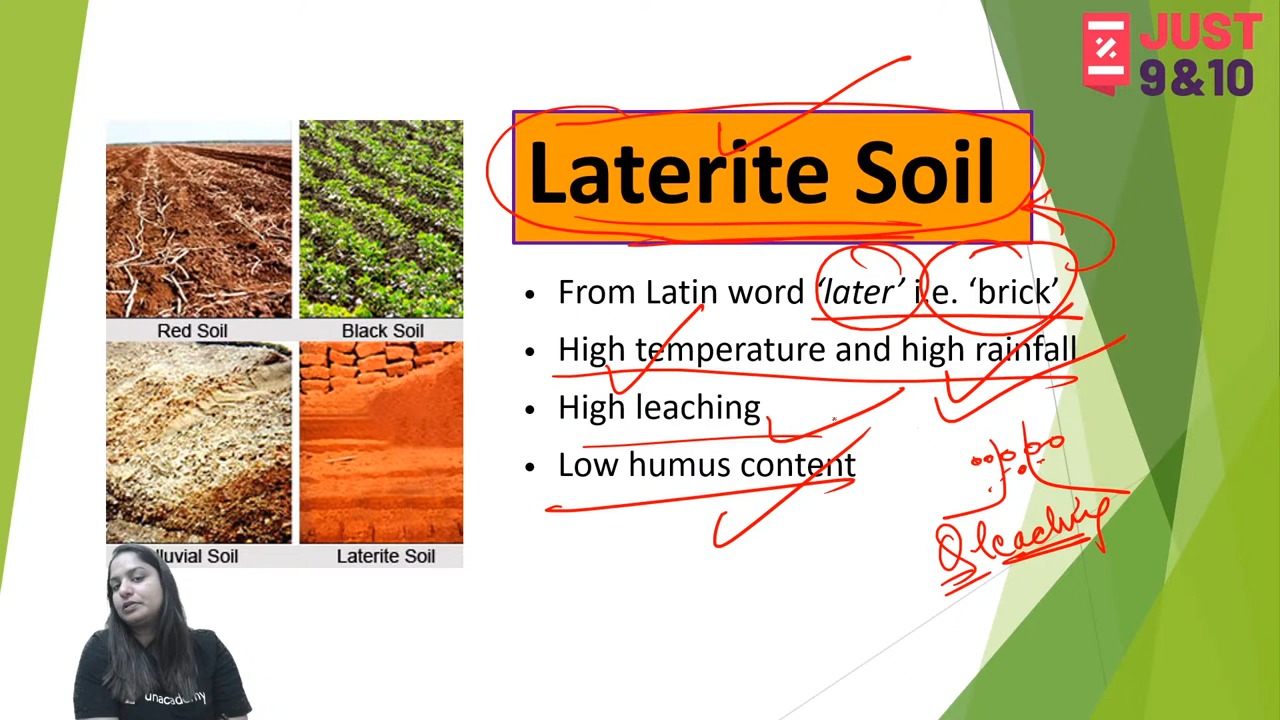 JUST
9&10
Laterite Soil
• From Latin word ‘later’ i.e. ‘brick’
• High temperature and high rainfall
• High leaching
• Low humus content
Red Soil
Black Soil
lluvial Soil
Laterite Soil
Q leaching
unacademy